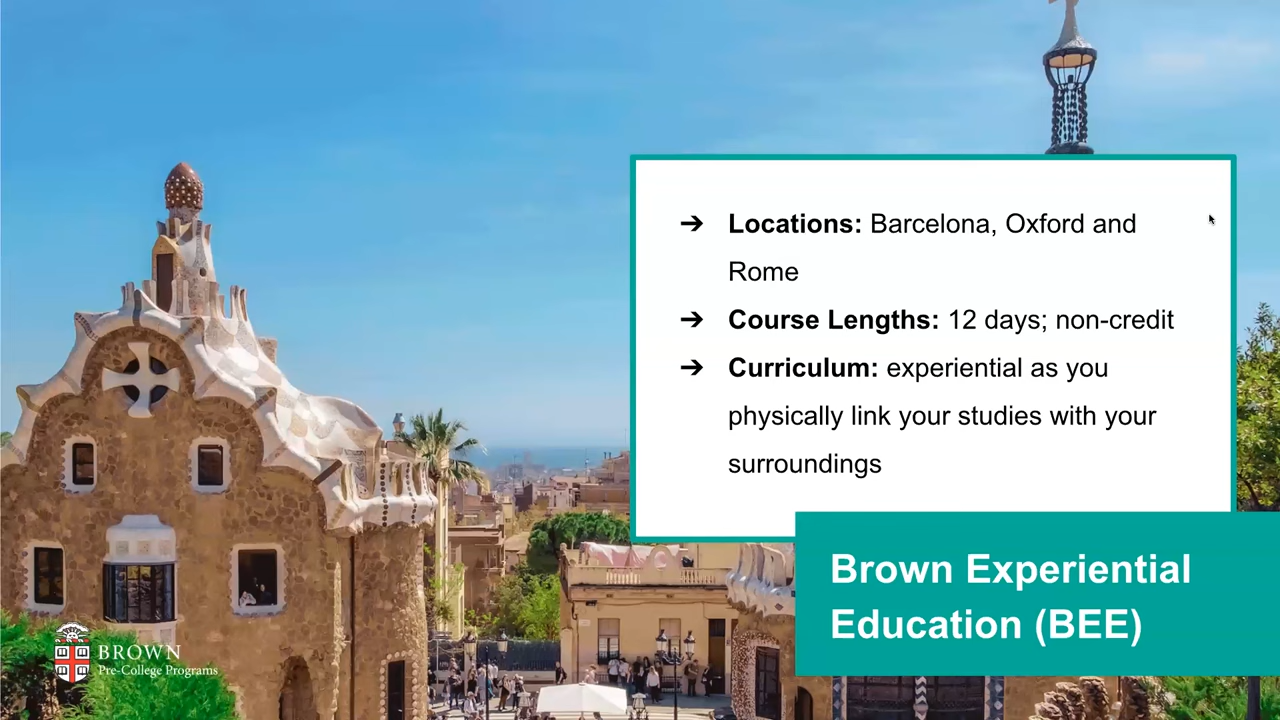 ➔ Locations: Barcelona, Oxford and
Rome
➔ Course Lengths: 12 days; non-credit
➔ Curriculum: experiential as you
physically link your studies with your
surroundings
Brown Experiential
Education (BEE)
BROWN
Pre-College Programs